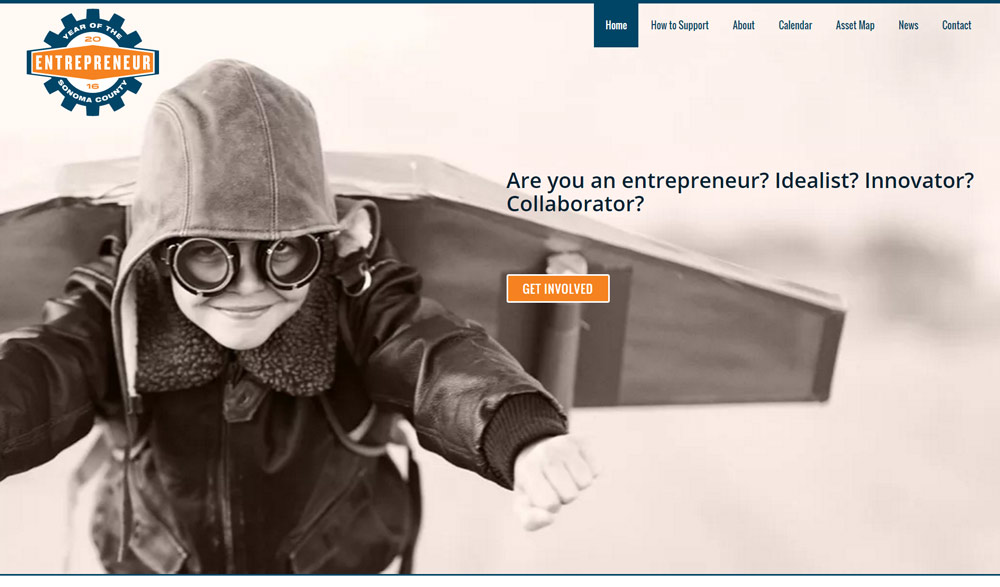 YEAR OF THE
20
ENTREPRENEUR
16
SONOMA COUNTY
Home
How to Support
About
Calendar
Asset Map
News
Contact
Are you an entrepreneur? Idealist? Innovator?
Collaborator?
GET INVOLVED